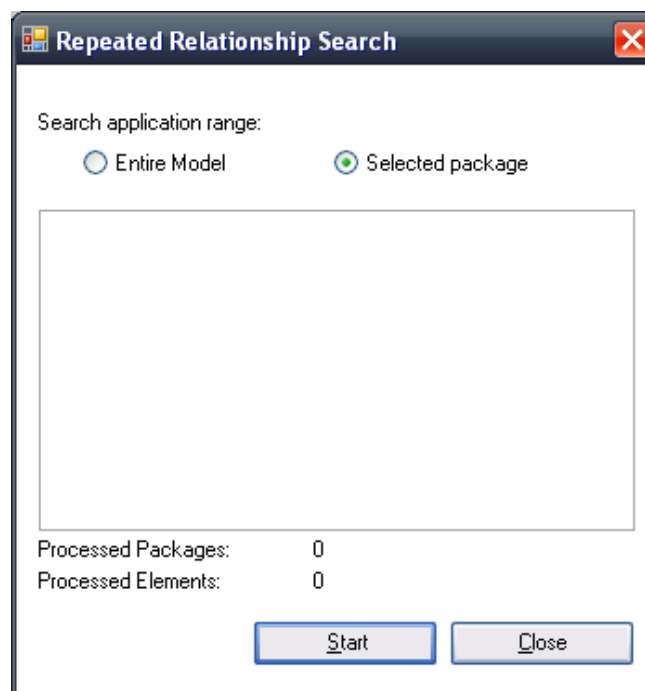 Repeated Relationship Search
Search application range:
Entire Model Selected package
Processed Packages: 0
Processed Elements: 0
Start Close